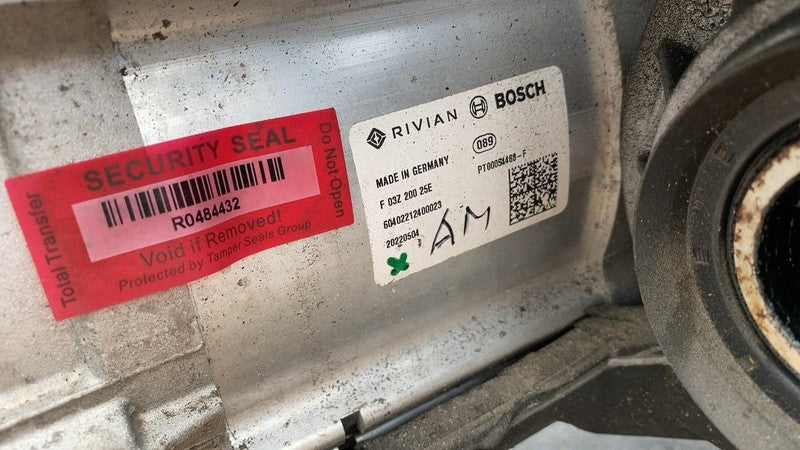 SECURITY SEAL
R0484432
Void if Removed!
Protected by Tamper Seals Group
Total Transfer
Do Not Open
RIVIAN BOSCH
089
MADE IN GERMANY
PT00051468-F
F 03Z 200 25E
60402212400023
20220504
AM